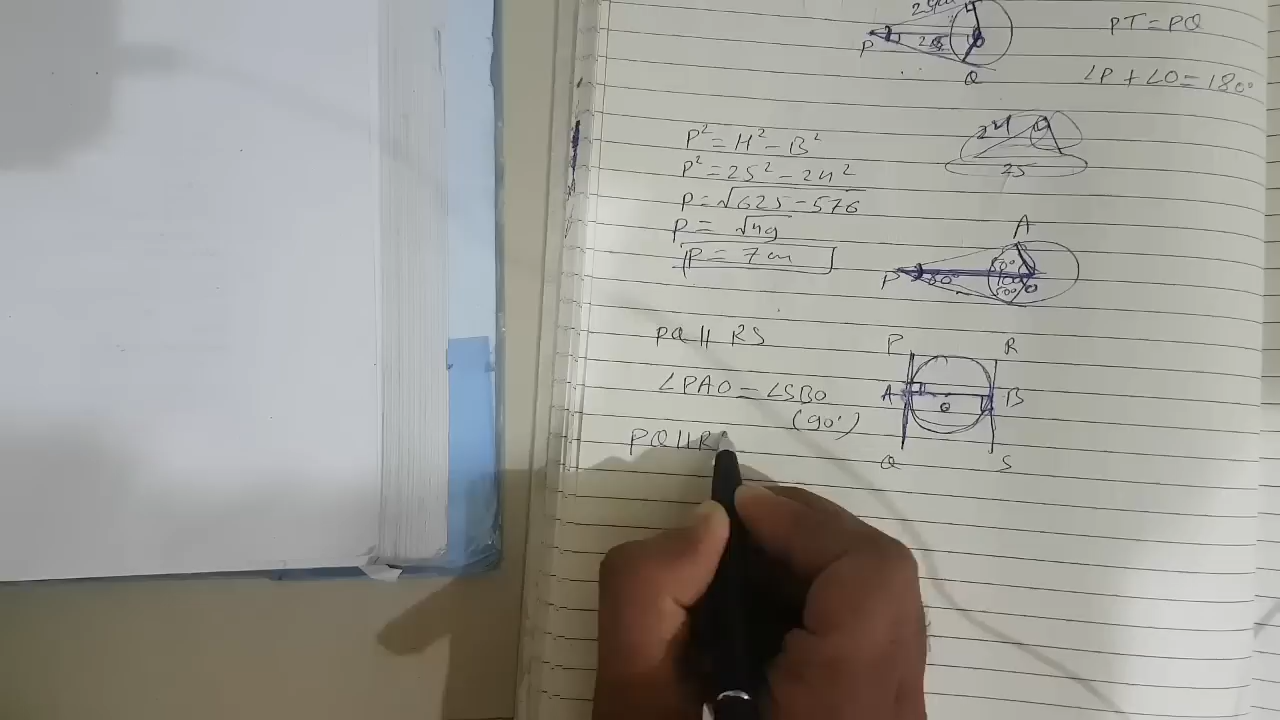 PT = PQ
P
Q
∠P + ∠O = 180°
24
25
P² = H² - B²
P² = 25² - 24²
P = √625 - 576
P = √49
P = 7 cm
A
P
PQ || RS
P R
∠PAO = ∠SBO
A B
O
(90°)
PQ || R
Q S